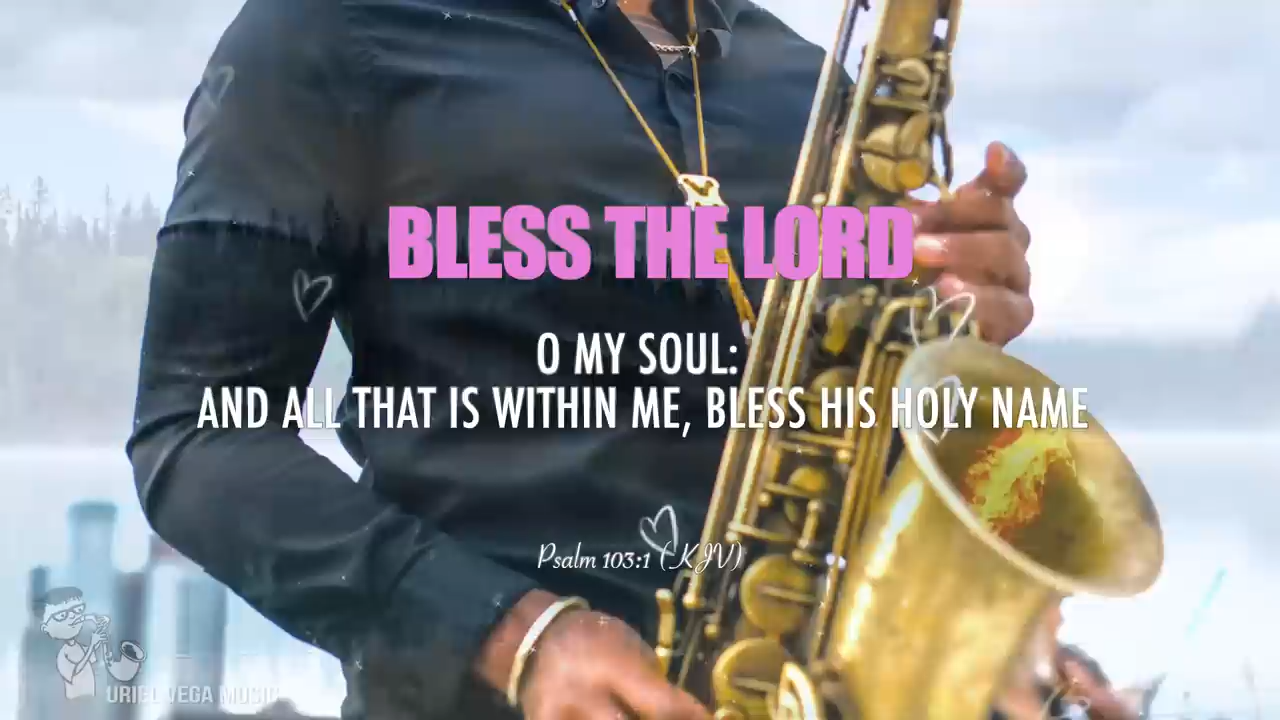 BLESS THE LORD
O MY SOUL:
AND ALL THAT IS WITHIN ME, BLESS HIS HOLY NAME
Psalm 103:1 (KJV)
URIEL VEGA MUSIC